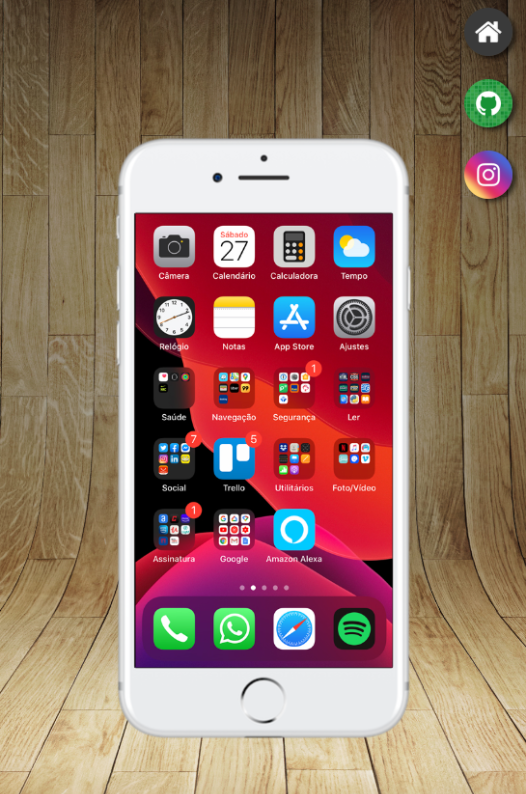 Sábado
27
Câmera
Calendário
Calculadora
Tempo
Relógio
Notas
App Store
Ajustes
1
Saúde
Navegação
Segurança
Ler
7
5
Social
Trello
Utilitários
Foto/Vídeo
1
Assinatura
Google
Amazon Alexa